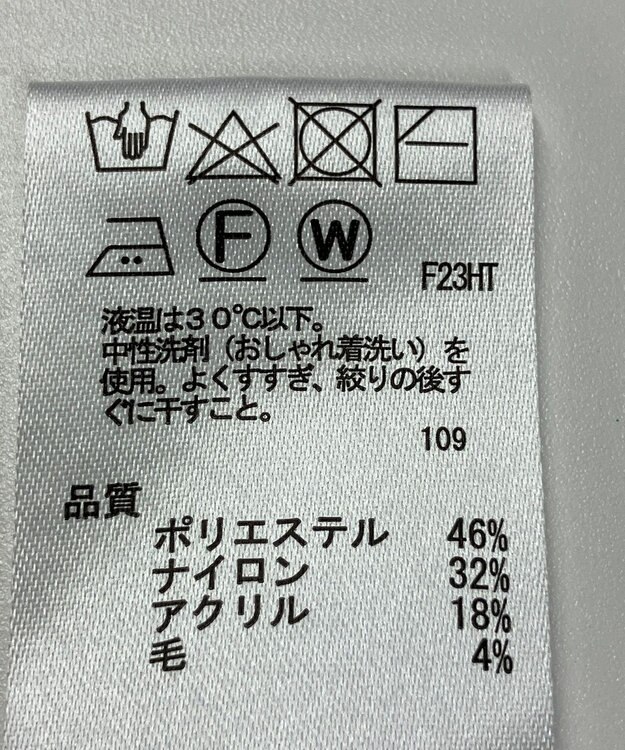 F
W
F23HT
液温は30℃以下。
中性洗剤（おしゃれ着洗い）を
使用。よくすすぎ、絞りの後す
ぐに干すこと。
109
品質
ポリエステル 46%
ナイロン 32%
アクリル 18%
毛 4%